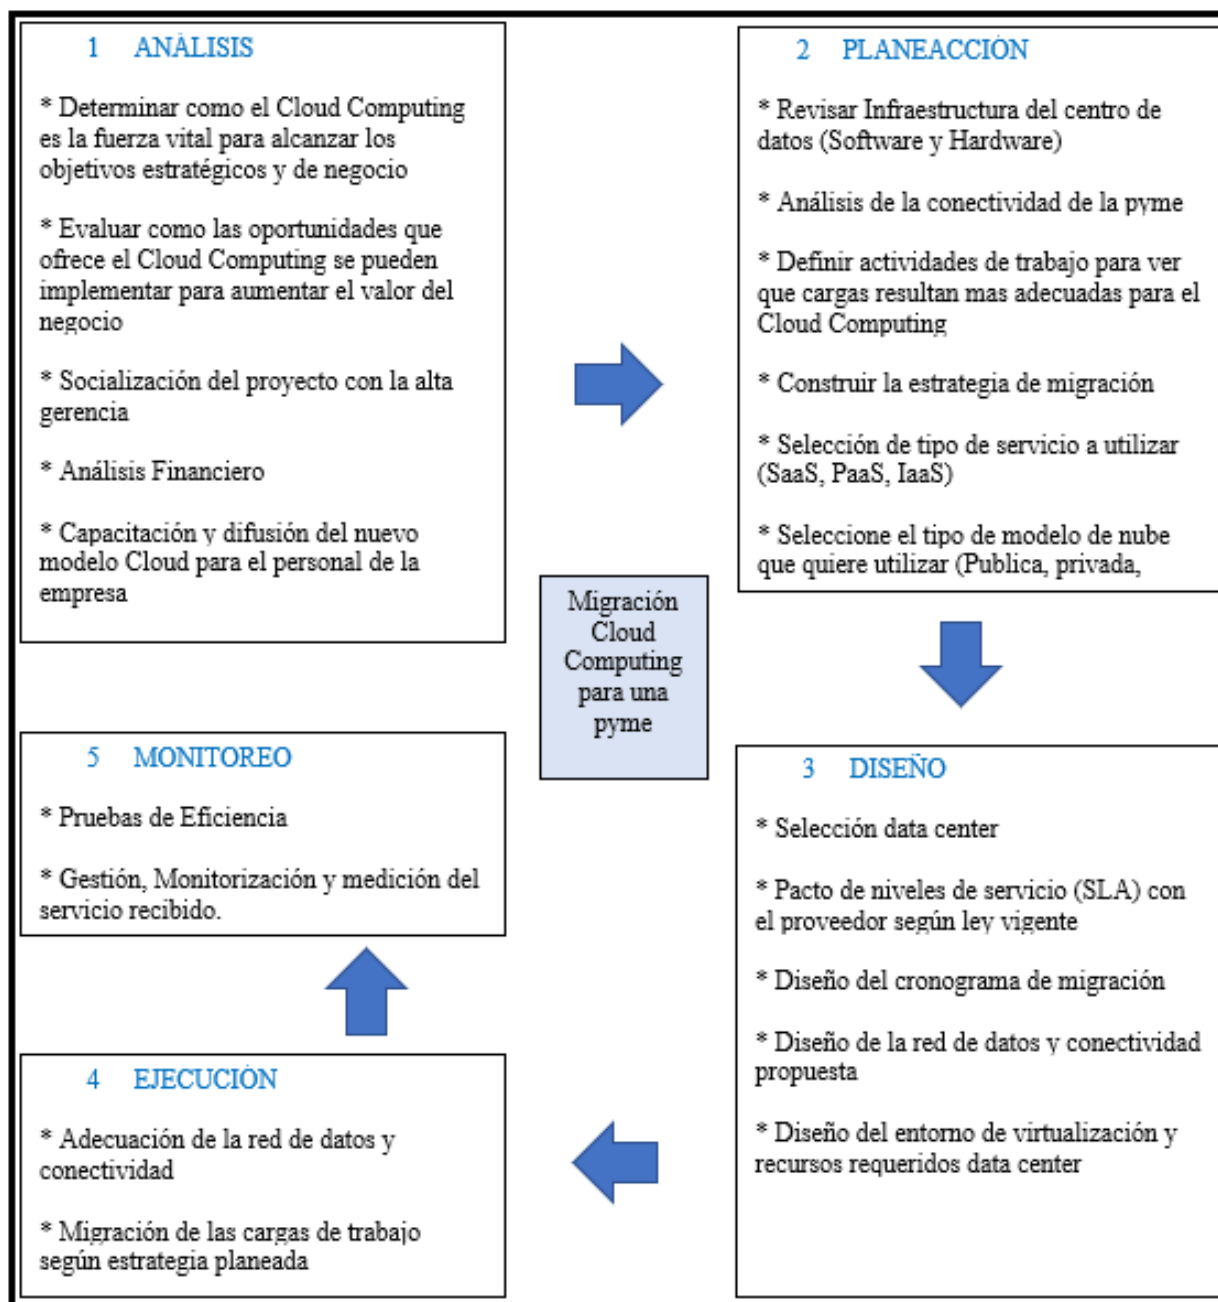 1 ANÀLISIS
* Determinar como el Cloud Computing
es la fuerza vital para alcanzar los
objetivos estratégicos y de negocio
* Evaluar como las oportunidades que
ofrece el Cloud Computing se pueden
implementar para aumentar el valor del
negocio
* Socialización del proyecto con la alta
gerencia
* Análisis Financiero
* Capacitación y difusión del nuevo
modelo Cloud para el personal de la
empresa
2 PLANEACCIÓN
* Revisar Infraestructura del centro de
datos (Software y Hardware)
* Análisis de la conectividad de la pyme
* Definir actividades de trabajo para ver
que cargas resultan mas adecuadas para el
Cloud Computing
* Construir la estrategia de migración
* Selección de tipo de servicio a utilizar
(SaaS, PaaS, IaaS)
* Seleccione el tipo de modelo de nube
que quiere utilizar (Publica, privada,
Migración
Cloud
Computing
para una
pyme
3 DISEÑO
* Selección data center
* Pacto de niveles de servicio (SLA) con
el proveedor según ley vigente
* Diseño del cronograma de migración
* Diseño de la red de datos y conectividad
propuesta
* Diseño del entorno de virtualización y
recursos requeridos data center
4 EJECUCIÓN
* Adecuación de la red de datos y
conectividad
* Migración de las cargas de trabajo
según estrategia planeada
5 MONITOREO
* Pruebas de Eficiencia
* Gestión, Monitorización y medición del
servicio recibido.